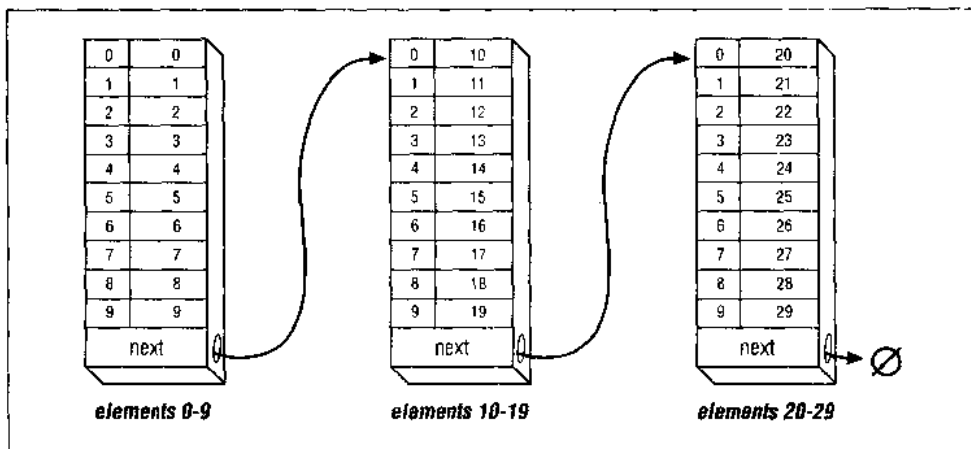 0 0 0 10 0 20
1 1 1 11 1 21
2 2 2 12 2 22
3 3 3 13 3 23
4 4 4 14 4 24
5 5 5 15 5 25
6 6 6 16 6 26
7 7 7 17 7 27
8 8 8 18 8 28
9 9 9 19 9 29
next next next Ø
elements 0-9 elements 10-19 elements 20-29